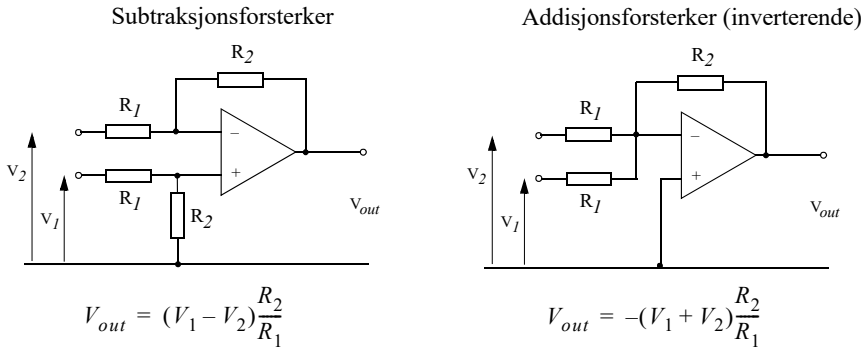 Subtraksjonsforsterker
R2
R1
−
+
R1
R2
V2
V1
Vout
Vout = (V1 − V2) R2/R1
Addisjonsforsterker (inverterende)
R2
R1
−
+
R1
V2
V1
Vout
Vout = −(V1 + V2) R2/R1